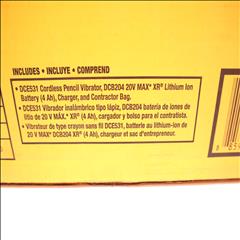 INCLUDES • INCLUYE • COMPREND
• DCE531 Cordless Pencil Vibrator, DCB204 20V MAX* XR® Lithium Ion
Battery (4 Ah), Charger, and Contractor Bag.
• DCE531 Vibrador inalámbrico tipo lápiz, DCB204 batería de iones de
litio de 20 V MAX* XR® (4 Ah), cargador y bolso para el contratista.
• Vibrateur de type crayon sans fil DCE531, batterie au lithium-ion de
20 V MAX* DCB204 XR® (4 Ah), chargeur et sac d'entrepreneur.